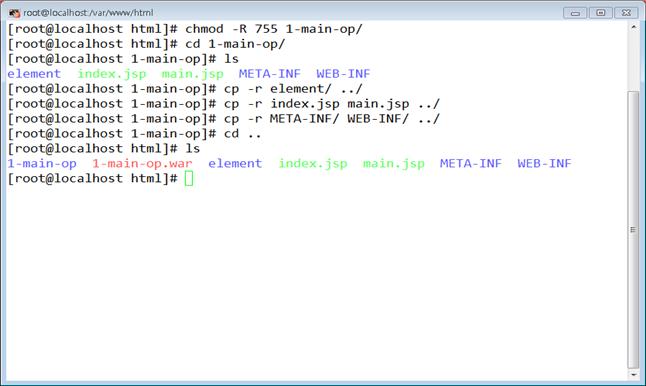 root@localhost:/var/www/html
[root@localhost html]# chmod -R 755 1-main-op/
[root@localhost html]# cd 1-main-op/
[root@localhost 1-main-op]# ls
element  index.jsp  main.jsp  META-INF  WEB-INF
[root@localhost 1-main-op]# cp -r element/ ../
[root@localhost 1-main-op]# cp -r index.jsp main.jsp ../
[root@localhost 1-main-op]# cp -r META-INF/ WEB-INF/ ../
[root@localhost 1-main-op]# cd ..
[root@localhost html]# ls
1-main-op  1-main-op.war  element  index.jsp  main.jsp  META-INF  WEB-INF
[root@localhost html]#